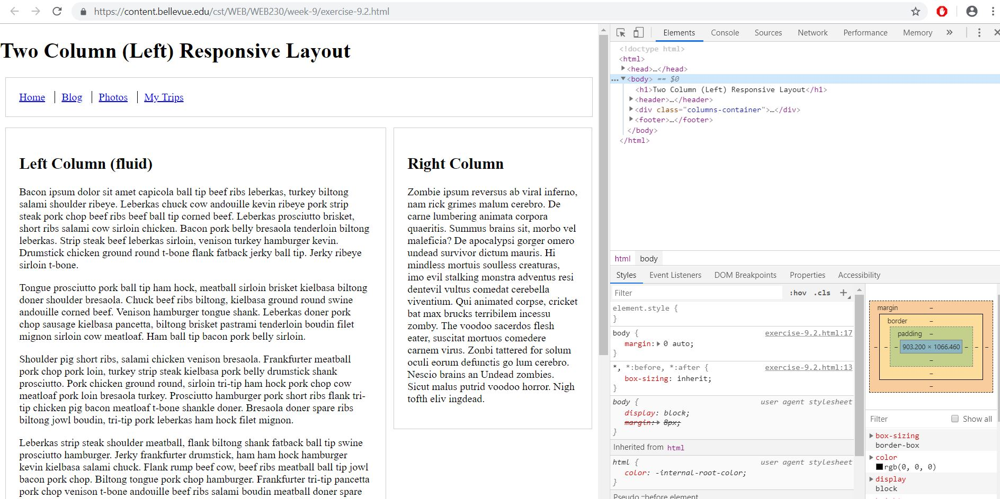 https://content.bellevue.edu/cst/WEB/WEB230/week-9/exercise-9.2.html
Two Column (Left) Responsive Layout
Home
Blog
Photos
My Trips
Left Column (fluid)
Bacon ipsum dolor sit amet capicola ball tip beef ribs leberkas, turkey biltong
salami shoulder ribeye. Leberkas chuck cow andouille kevin ribeye pork strip
steak pork chop beef ribs beef ball tip corned beef. Leberkas prosciutto brisket,
short ribs salami cow sirloin chicken. Bacon pork belly bresaola tenderloin biltong
leberkas. Strip steak beef leberkas sirloin, venison turkey hamburger kevin.
Drumstick chicken ground round t-bone flank fatback jerky ball tip. Jerky ribeye
sirloin t-bone.
Tongue prosciutto pork ball tip ham hock, meatball sirloin brisket kielbasa biltong
doner shoulder bresaola. Chuck beef ribs biltong, kielbasa ground round swine
andouille corned beef. Venison hamburger tongue shank. Leberkas doner pork
chop sausage kielbasa pancetta, biltong brisket pastrami tenderloin boudin filet
mignon sirloin cow meatloaf. Ham ball tip bacon pork belly sirloin.
Shoulder pig short ribs, salami chicken venison bresaola. Frankfurter meatball
pork chop pork loin, turkey strip steak kielbasa pork belly drumstick shank
prosciutto. Pork chicken ground round, sirloin tri-tip ham hock pork chop cow
meatloaf pork loin bresaola turkey. Prosciutto hamburger pork short ribs flank tri-
tip chicken pig bacon meatloaf t-bone shankle doner. Bresaola doner spare ribs
biltong jowl boudin, tri-tip pork leberkas ham hock filet mignon.
Leberkas strip steak shoulder meatball, flank biltong shank fatback ball tip swine
prosciutto hamburger. Jerky frankfurter drumstick, ham ham hock hamburger
kevin kielbasa salami chuck. Flank rump beef cow, beef ribs meatball ball tip jowl
bacon pork chop. Biltong tongue pork chop hamburger. Frankfurter tri-tip pancetta
pork chop venison t-bone andouille beef ribs salami boudin meatball doner spare
Right Column
Zombie ipsum reversus ab viral inferno,
nam rick grimes malum cerebro. De
carne lumbering animata corpora
quaeritis. Summus brains sit, morbo vel
maleficia? De apocalypsi gorger omero
undead survivor dictum mauris. Hi
mindless mortuis soulless creaturas,
imo evil stalking monstra adventus resi
dentevil vultus comedat cerebella
viventium. Qui animated corpse, cricket
bat max brucks terribilem incessu
zomby. The voodoo sacerdos flesh
eater, suscitat mortuos comedere
carnem virus. Zonbi tattered for solum
oculi eorum defunctis go lum cerebro.
Nescio brains an Undead zombies.
Sicut malus putrid voodoo horror. Nigh
tofth eliv ingdead.
Elements Console Sources Network Performance Memory »
<!doctype html>
<html>
<head>…</head>
… <body> == $0
<h1>Two Column (Left) Responsive Layout</h1>
<header>…</header>
<div class="columns-container">…</div>
<footer>…</footer>
</body>
</html>
html body
Styles Event Listeners DOM Breakpoints Properties Accessibility
Filter :hov .cls +
element.style {
}
body { exercise-9.2.html:17
margin: 0 auto;
}
*, *:before, *:after { exercise-9.2.html:13
box-sizing: inherit;
}
body { user agent stylesheet
display: block;
margin: 8px;
}
Inherited from html
html { user agent stylesheet
color: -internal-root-color;
}
Pseudo ::before element
margin –
border –
padding –
– – – 903.200 × 1066.460 – – –
–
–
–
Filter Show all
box-sizing
border-box
color
rgb(0, 0, 0)
display
block